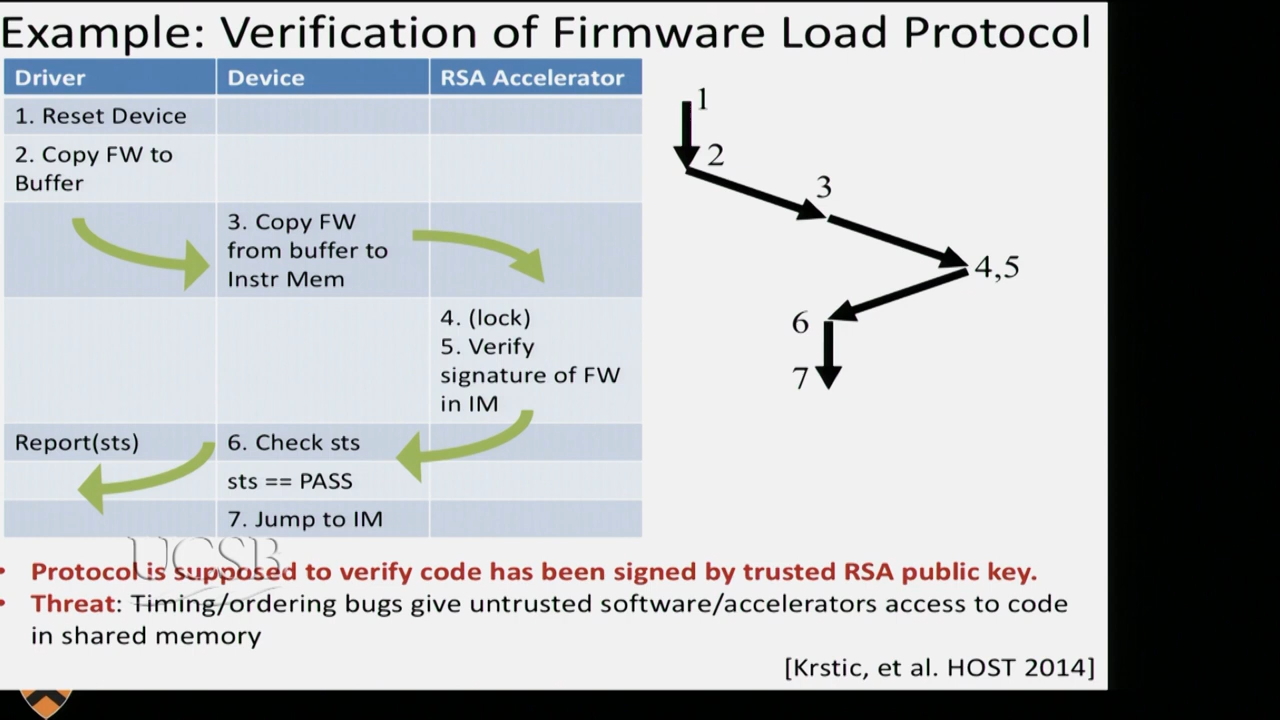 Example: Verification of Firmware Load Protocol
Driver Device RSA Accelerator
1. Reset Device
2. Copy FW to
Buffer
3. Copy FW
from buffer to
Instr Mem
4. (lock)
5. Verify
signature of FW
in IM
Report(sts) 6. Check sts
sts == PASS
7. Jump to IM
1
2
3
4,5
6
7
UCSB
• Protocol is supposed to verify code has been signed by trusted RSA public key.
• Threat: Timing/ordering bugs give untrusted software/accelerators access to code
in shared memory
[Krstic, et al. HOST 2014]